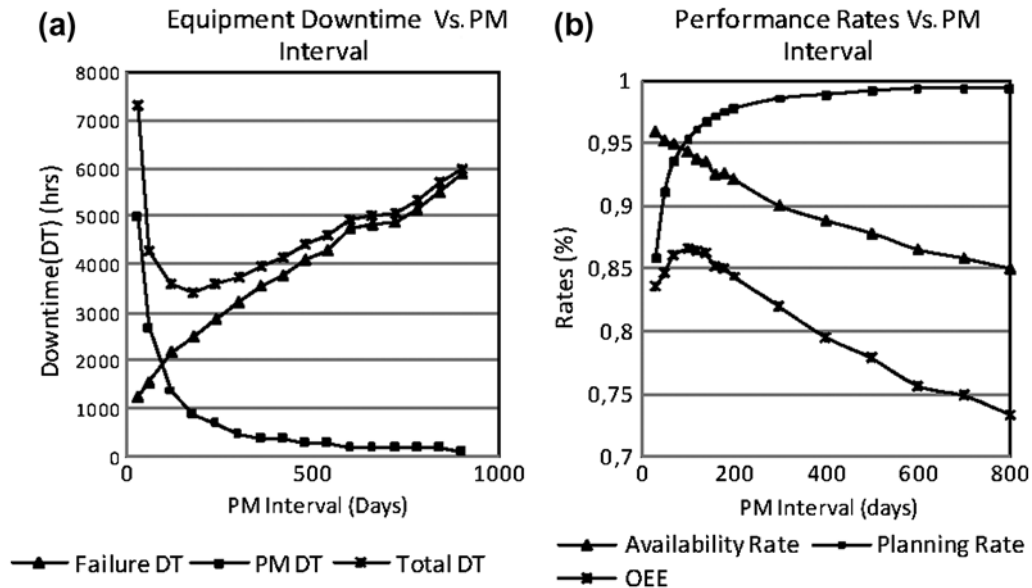 (a)
Equipment Downtime Vs. PM
Interval
Downtime(DT) (hrs)
8000
7000
6000
5000
4000
3000
2000
1000
0
0
500
1000
PM Interval (Days)
Failure DT
PM DT
Total DT
(b)
Performance Rates Vs. PM
Interval
Rates (%)
1
0,95
0,9
0,85
0,8
0,75
0,7
0
200
400
600
800
PM Interval (days)
Availability Rate
Planning Rate
OEE